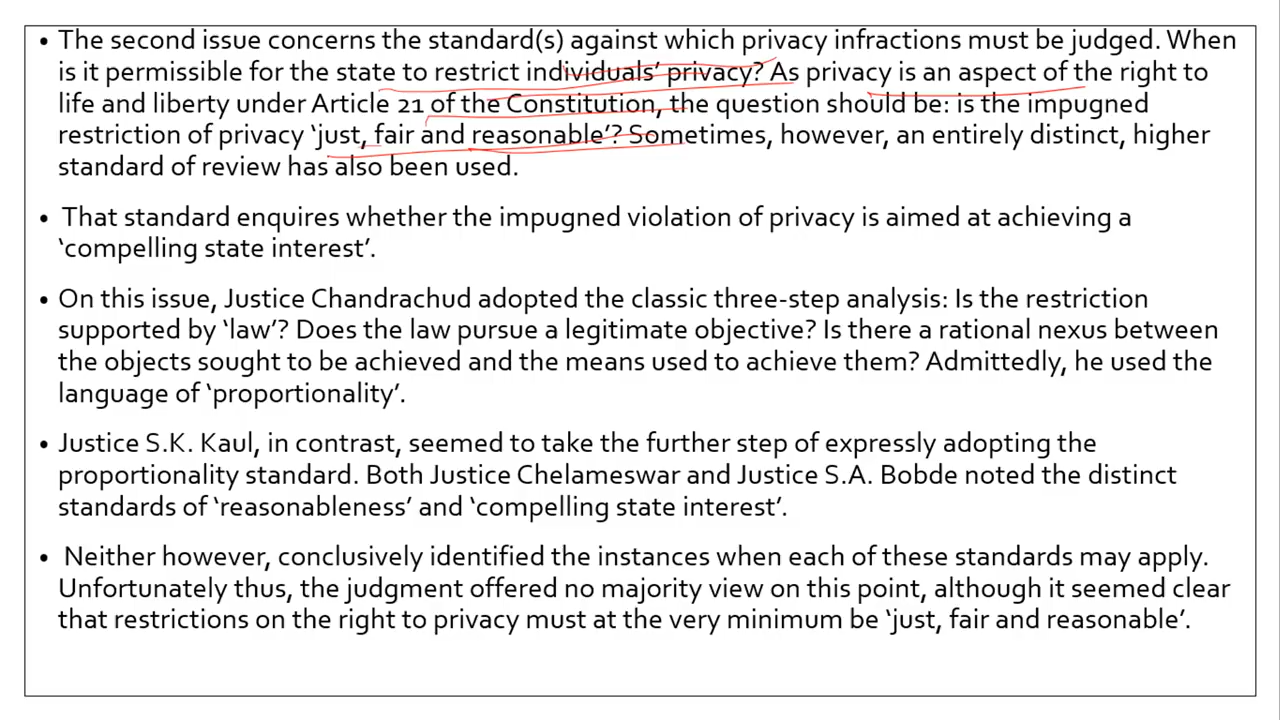 • The second issue concerns the standard(s) against which privacy infractions must be judged. When
is it permissible for the state to restrict individuals’ privacy? As privacy is an aspect of the right to
life and liberty under Article 21 of the Constitution, the question should be: is the impugned
restriction of privacy ‘just, fair and reasonable’? Sometimes, however, an entirely distinct, higher
standard of review has also been used.
• That standard enquires whether the impugned violation of privacy is aimed at achieving a
‘compelling state interest’.
• On this issue, Justice Chandrachud adopted the classic three-step analysis: Is the restriction
supported by ‘law’? Does the law pursue a legitimate objective? Is there a rational nexus between
the objects sought to be achieved and the means used to achieve them? Admittedly, he used the
language of ‘proportionality’.
• Justice S.K. Kaul, in contrast, seemed to take the further step of expressly adopting the
proportionality standard. Both Justice Chelameswar and Justice S.A. Bobde noted the distinct
standards of ‘reasonableness’ and ‘compelling state interest’.
• Neither however, conclusively identified the instances when each of these standards may apply.
Unfortunately thus, the judgment offered no majority view on this point, although it seemed clear
that restrictions on the right to privacy must at the very minimum be ‘just, fair and reasonable’.